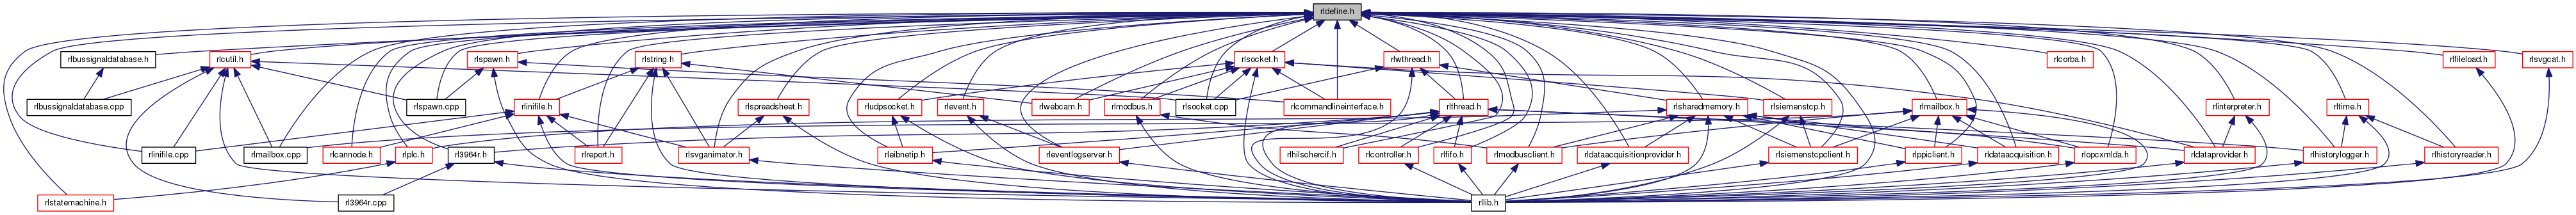 rldefine.h
rlbussignaldatabase.h
rlcutil.h
rlspawn.h
rlstring.h
rlsocket.h
rlwthread.h
rlcorba.h
rlfileload.h
rlsvgcat.h
rlbussignaldatabase.cpp
rlspawn.cpp
rlinifile.h
rlspreadsheet.h
rludpsocket.h
rlevent.h
rlwebcam.h
rlmodbus.h
rlsocket.cpp
rlcommandlineinterface.h
rlthread.h
rlsharedmemory.h
rlsiemenstcp.h
rlmailbox.h
rlinterpreter.h
rltime.h
rlinifile.cpp
rlmailbox.cpp
rlcannode.h
rlplc.h
rl3964r.h
rlreport.h
rlsvganimator.h
rleibnetip.h
rleventlogserver.h
rlhilschercif.h
rlcontroller.h
rlfifo.h
rlmodbusclient.h
rldataacquisitionprovider.h
rlsiemenstcpclient.h
rlppiclient.h
rldataacquisition.h
rlopcxmlda.h
rldataprovider.h
rlhistorylogger.h
rlhistoryreader.h
rlstatemachine.h
rl3964r.cpp
rllib.h